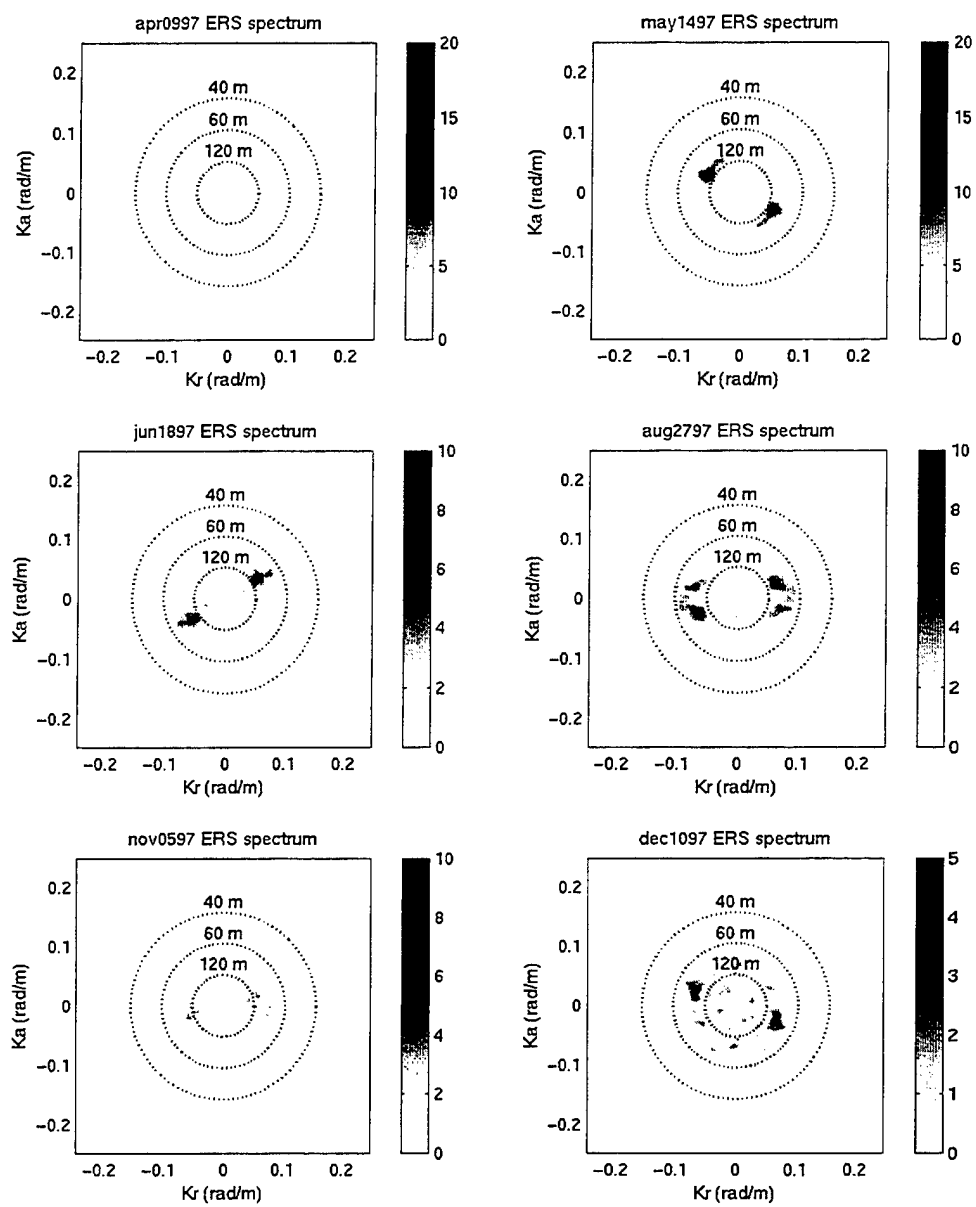 apr0997 ERS spectrum
0.2
0.1
0
−0.1
−0.2
Ka (rad/m)
40 m
60 m
120 m
−0.2 −0.1 0 0.1 0.2
Kr (rad/m)
20
15
10
5
0
may1497 ERS spectrum
0.2
0.1
0
−0.1
−0.2
Ka (rad/m)
40 m
60 m
120 m
−0.2 −0.1 0 0.1 0.2
Kr (rad/m)
20
15
10
5
0
jun1897 ERS spectrum
0.2
0.1
0
−0.1
−0.2
Ka (rad/m)
40 m
60 m
120 m
−0.2 −0.1 0 0.1 0.2
Kr (rad/m)
10
8
6
4
2
0
aug2797 ERS spectrum
0.2
0.1
0
−0.1
−0.2
Ka (rad/m)
40 m
60 m
120 m
−0.2 −0.1 0 0.1 0.2
Kr (rad/m)
10
8
6
4
2
0
nov0597 ERS spectrum
0.2
0.1
0
−0.1
−0.2
Ka (rad/m)
40 m
60 m
120 m
−0.2 −0.1 0 0.1 0.2
Kr (rad/m)
10
8
6
4
2
0
dec1097 ERS spectrum
0.2
0.1
0
−0.1
−0.2
Ka (rad/m)
40 m
60 m
120 m
−0.2 −0.1 0 0.1 0.2
Kr (rad/m)
5
4
3
2
1
0